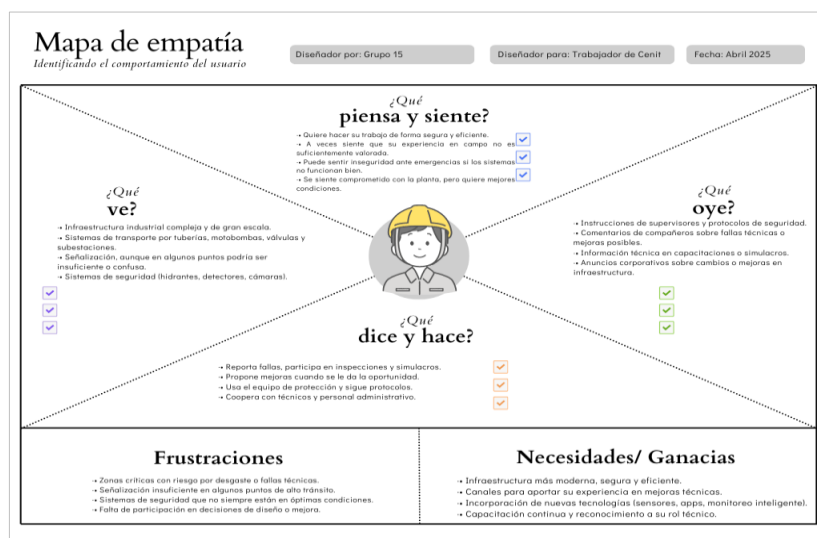 Mapa de empatía
Identificando el comportamiento del usuario
Diseñador por: Grupo 15
Diseñador para: Trabajador de Cenit
Fecha: Abril 2025
¿Qué
piensa y siente?
→ Quiere hacer su trabajo de forma segura y eficiente.
→ A veces siente que su experiencia en campo no es
suficientemente valorada.
→ Puede sentir inseguridad ante emergencias si los sistemas
no funcionan bien.
→ Se siente comprometido con la planta, pero quiere mejores
condiciones.
¿Qué
ve?
→ Infraestructura industrial compleja y de gran escala.
→ Sistemas de transporte por tuberías, motobombas, válvulas y
subestaciones.
→ Señalización, aunque en algunos puntos podría ser
insuficiente o confusa.
→ Sistemas de seguridad (hidrantes, detectores, cámaras).
¿Qué
oye?
→ Instrucciones de supervisores y protocolos de seguridad.
→ Comentarios de compañeros sobre fallas técnicas o
mejoras posibles.
→ Información técnica en capacitaciones o simulacros.
→ Anuncios corporativos sobre cambios o mejoras en
infraestructura.
¿Qué
dice y hace?
→ Reporta fallas, participa en inspecciones y simulacros.
→ Propone mejoras cuando se le da la oportunidad.
→ Usa el equipo de protección y sigue protocolos.
→ Coopera con técnicos y personal administrativo.
Frustraciones
→ Zonas críticas con riesgo por desgaste o fallas técnicas.
→ Señalización insuficiente en algunos puntos de alto tránsito.
→ Sistemas de seguridad que no siempre están en óptimas condiciones.
→ Falta de participación en decisiones de diseño o mejora.
Necesidades/ Ganacias
→ Infraestructura más moderna, segura y eficiente.
→ Canales para aportar su experiencia en mejoras técnicas.
→ Incorporación de nuevas tecnologías (sensores, apps, monitoreo inteligente).
→ Capacitación continua y reconocimiento a su rol técnico.